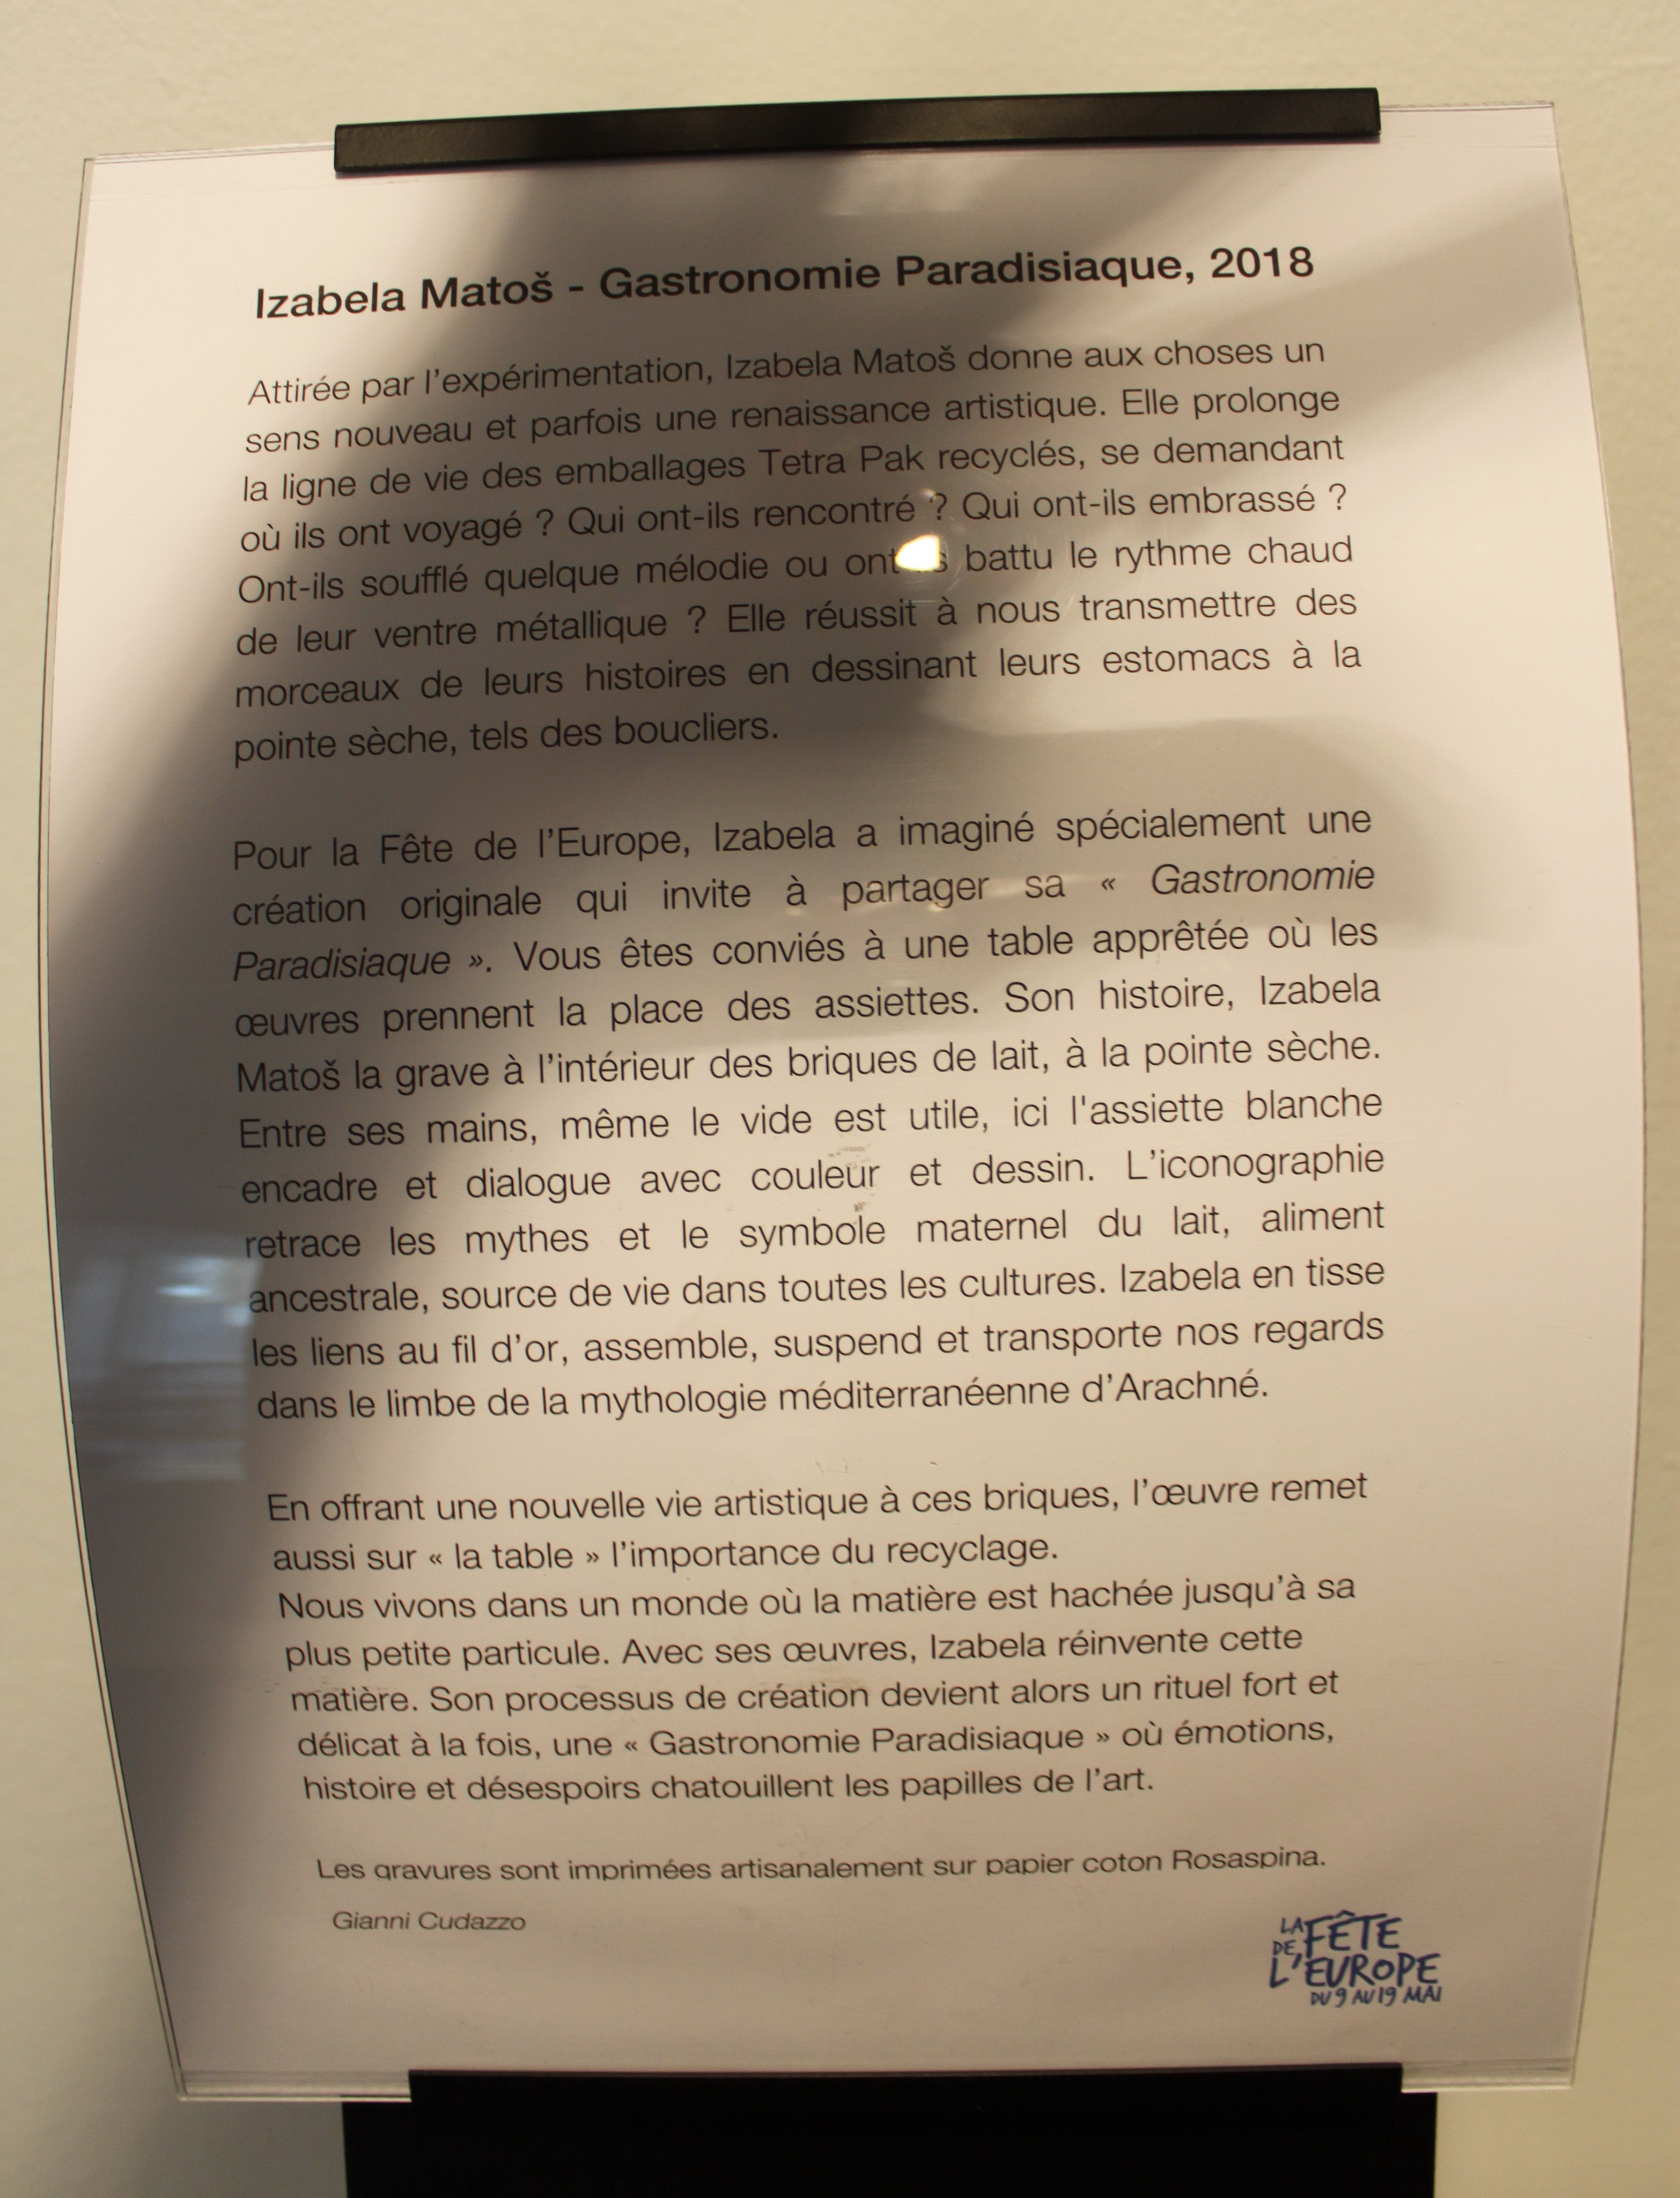 Izabela Matoš - Gastronomie Paradisiaque, 2018
Attirée par l'expérimentation, Izabela Matoš donne aux choses un
sens nouveau et parfois une renaissance artistique. Elle prolonge
la ligne de vie des emballages Tetra Pak recyclés, se demandant
où ils ont voyagé ? Qui ont-ils rencontré ? Qui ont-ils embrassé ?
Ont-ils soufflé quelque mélodie ou battu le rythme chaud
de leur ventre métallique ? Elle réussit à nous transmettre des
morceaux de leurs histoires en dessinant leurs estomacs à la
pointe sèche, tels des boucliers.
Pour la Fête de l'Europe, Izabela a imaginé spécialement une
création originale qui invite à partager sa « Gastronomie
Paradisiaque ». Vous êtes conviés à une table apprêtée où les
œuvres prennent la place des assiettes. Son histoire, Izabela
Matoš la grave à l'intérieur des briques de lait, à la pointe sèche.
Entre ses mains, même le vide est utile, ici l'assiette blanche
encadre et dialogue avec couleur et dessin. L'iconographie
retrace les mythes et le symbole maternel du lait, aliment
ancestrale, source de vie dans toutes les cultures. Izabela en tisse
les liens au fil d'or, assemble, suspend et transporte nos regards
dans le limbe de la mythologie méditerranéenne d'Arachné.
En offrant une nouvelle vie artistique à ces briques, l'œuvre remet
aussi sur « la table » l'importance du recyclage.
Nous vivons dans un monde où la matière est hachée jusqu'à sa
plus petite particule. Avec ses œuvres, Izabela réinvente cette
matière. Son processus de création devient alors un rituel fort et
délicat à la fois, une « Gastronomie Paradisiaque » où émotions,
histoire et désespoirs chatouillent les papilles de l'art.
Les gravures sont imprimées artisanalement sur papier coton Rosaspina.
Gianni Cudazzo
LA FÊTE
DE L'EUROPE
DU 9 AU 19 MAI